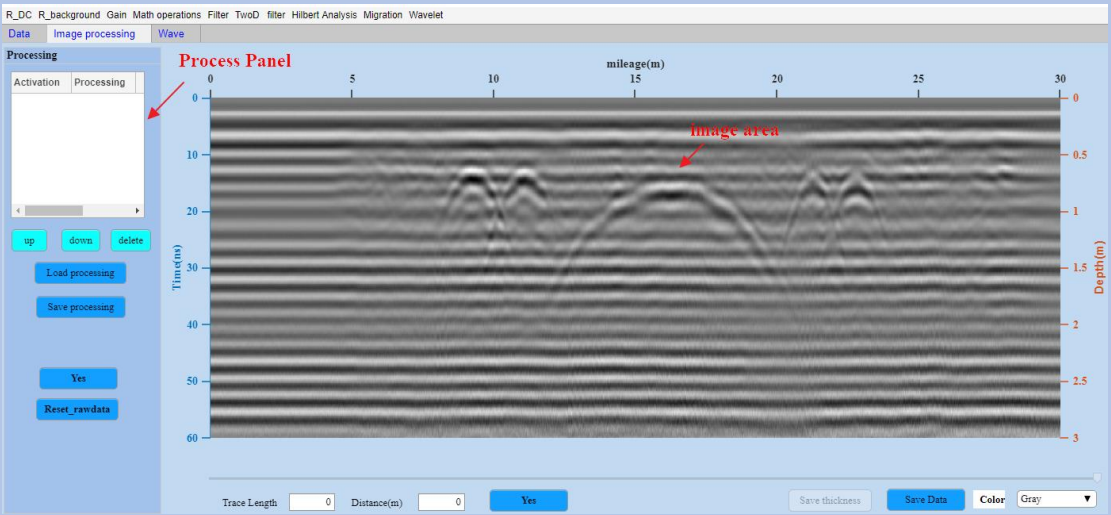 R_DC R_background Gain Math operations Filter TwoD filter Hilbert Analysis Migration Wavelet
Data Image processing Wave
Processing
Activation Processing
up down delete
Load processing
Save processing
Yes
Reset_rawdata
Process Panel
mileage(m)
0 5 10 15 20 25 30
image area
Time(ns)
0
10
20
30
40
50
60
Depth(m)
0
0.5
1
1.5
2
2.5
3
Trace Length 0 Distance(m) 0 Yes Save thickness Save Data Color Gray